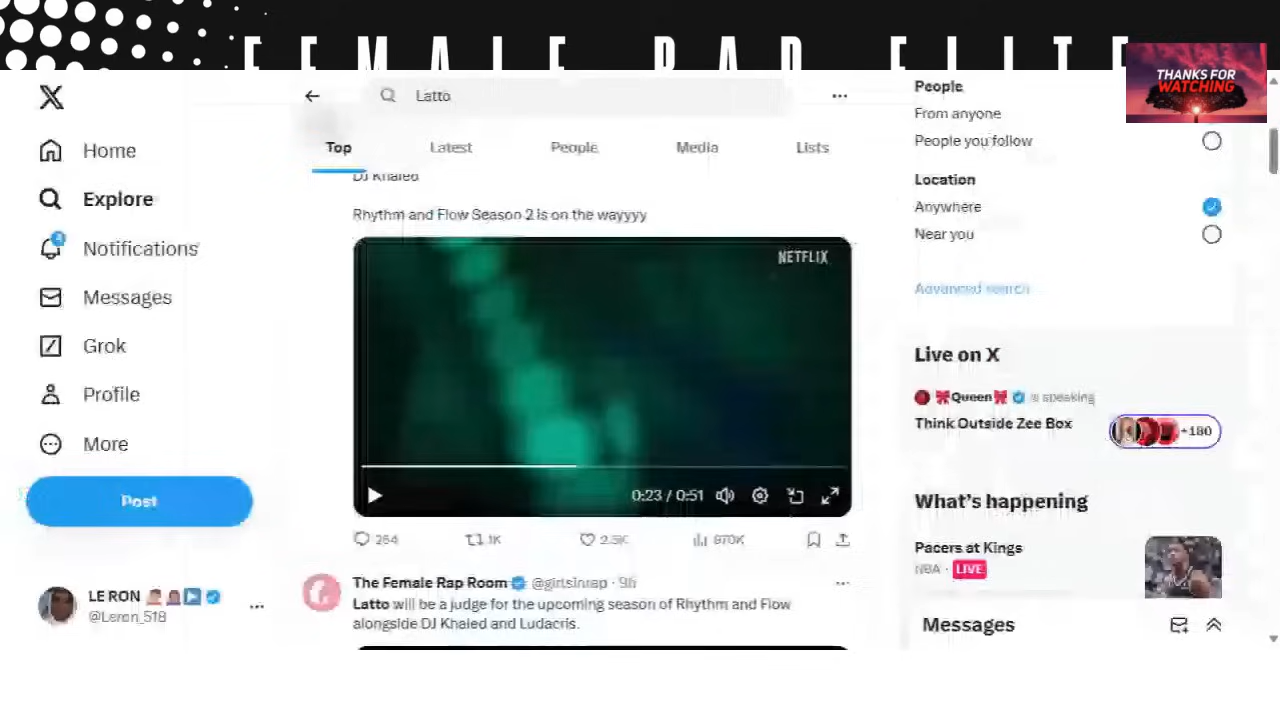 FEMALE RAP ELITE
THANKS FOR
WATCHING
Latto
Top
Latest
People
Media
Lists
Home
Explore
Notifications
Messages
Grok
Profile
More
Post
LE RON
@Leron_518
DJ Khaled
Rhythm and Flow Season 2 is on the wayyyy
NETFLIX
0:23 / 0:51
264
1.1K
2.5K
870K
The Female Rap Room @girlsinrap · 9h
Latto will be a judge for the upcoming season of Rhythm and Flow
alongside DJ Khaled and Ludacris.
People
From anyone
People you follow
Location
Anywhere
Near you
Advanced search
Live on X
Queen is speaking
Think Outside Zee Box
+180
What's happening
Pacers at Kings
NBA · LIVE
Messages